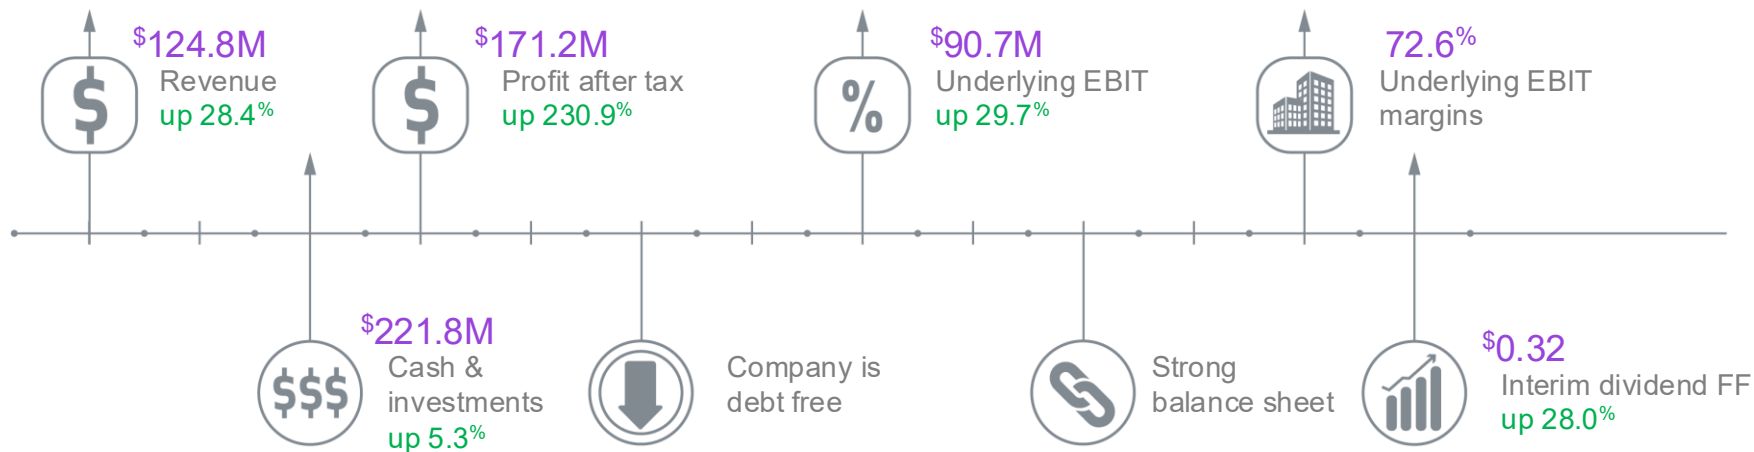 $124.8M
Revenue
up 28.4%
$171.2M
Profit after tax
up 230.9%
$90.7M
Underlying EBIT
up 29.7%
72.6%
Underlying EBIT
margins
$
$
%
$221.8M
Cash &
investments
up 5.3%
Company is
debt free
Strong
balance sheet
$0.32
Interim dividend FF
up 28.0%
$$$